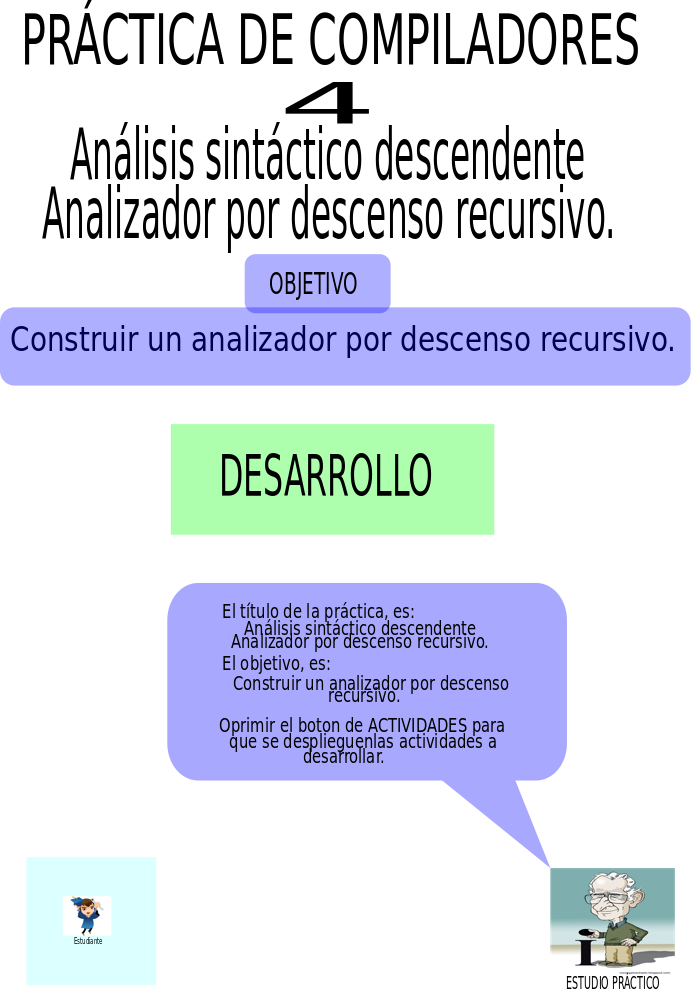 PRÁCTICA DE COMPILADORES
4
Análisis sintáctico descendente
Analizador por descenso recursivo.
OBJETIVO
Construir un analizador por descenso recursivo.
DESARROLLO
El título de la práctica, es:
Análisis sintáctico descendente
Analizador por descenso recursivo.
El objetivo, es:
Construir un analizador por descenso
recursivo.
Oprimir el boton de ACTIVIDADES para
que se desplieguenlas actividades a
desarrollar.
Estudiante
i
ESTUDIO PRÁCTICO